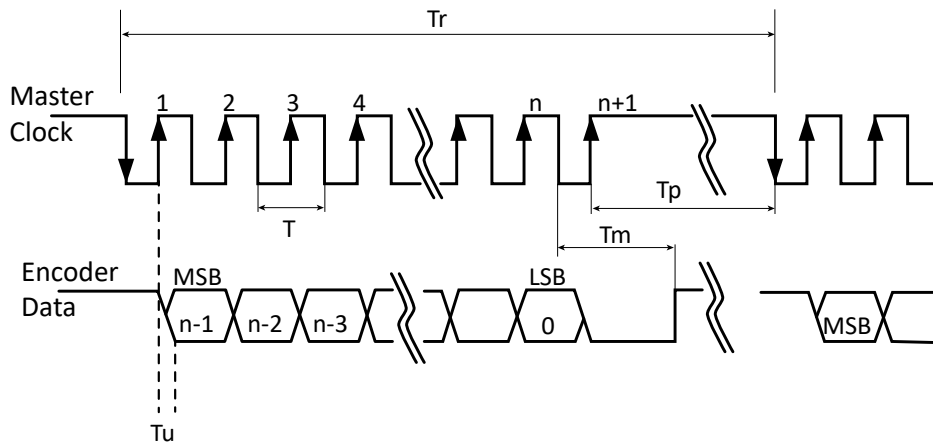 Tr
Master
Clock
1 2 3 4 n n+1
T
Tp
Tm
Encoder
Data
MSB LSB
n-1 n-2 n-3 0 MSB
Tu